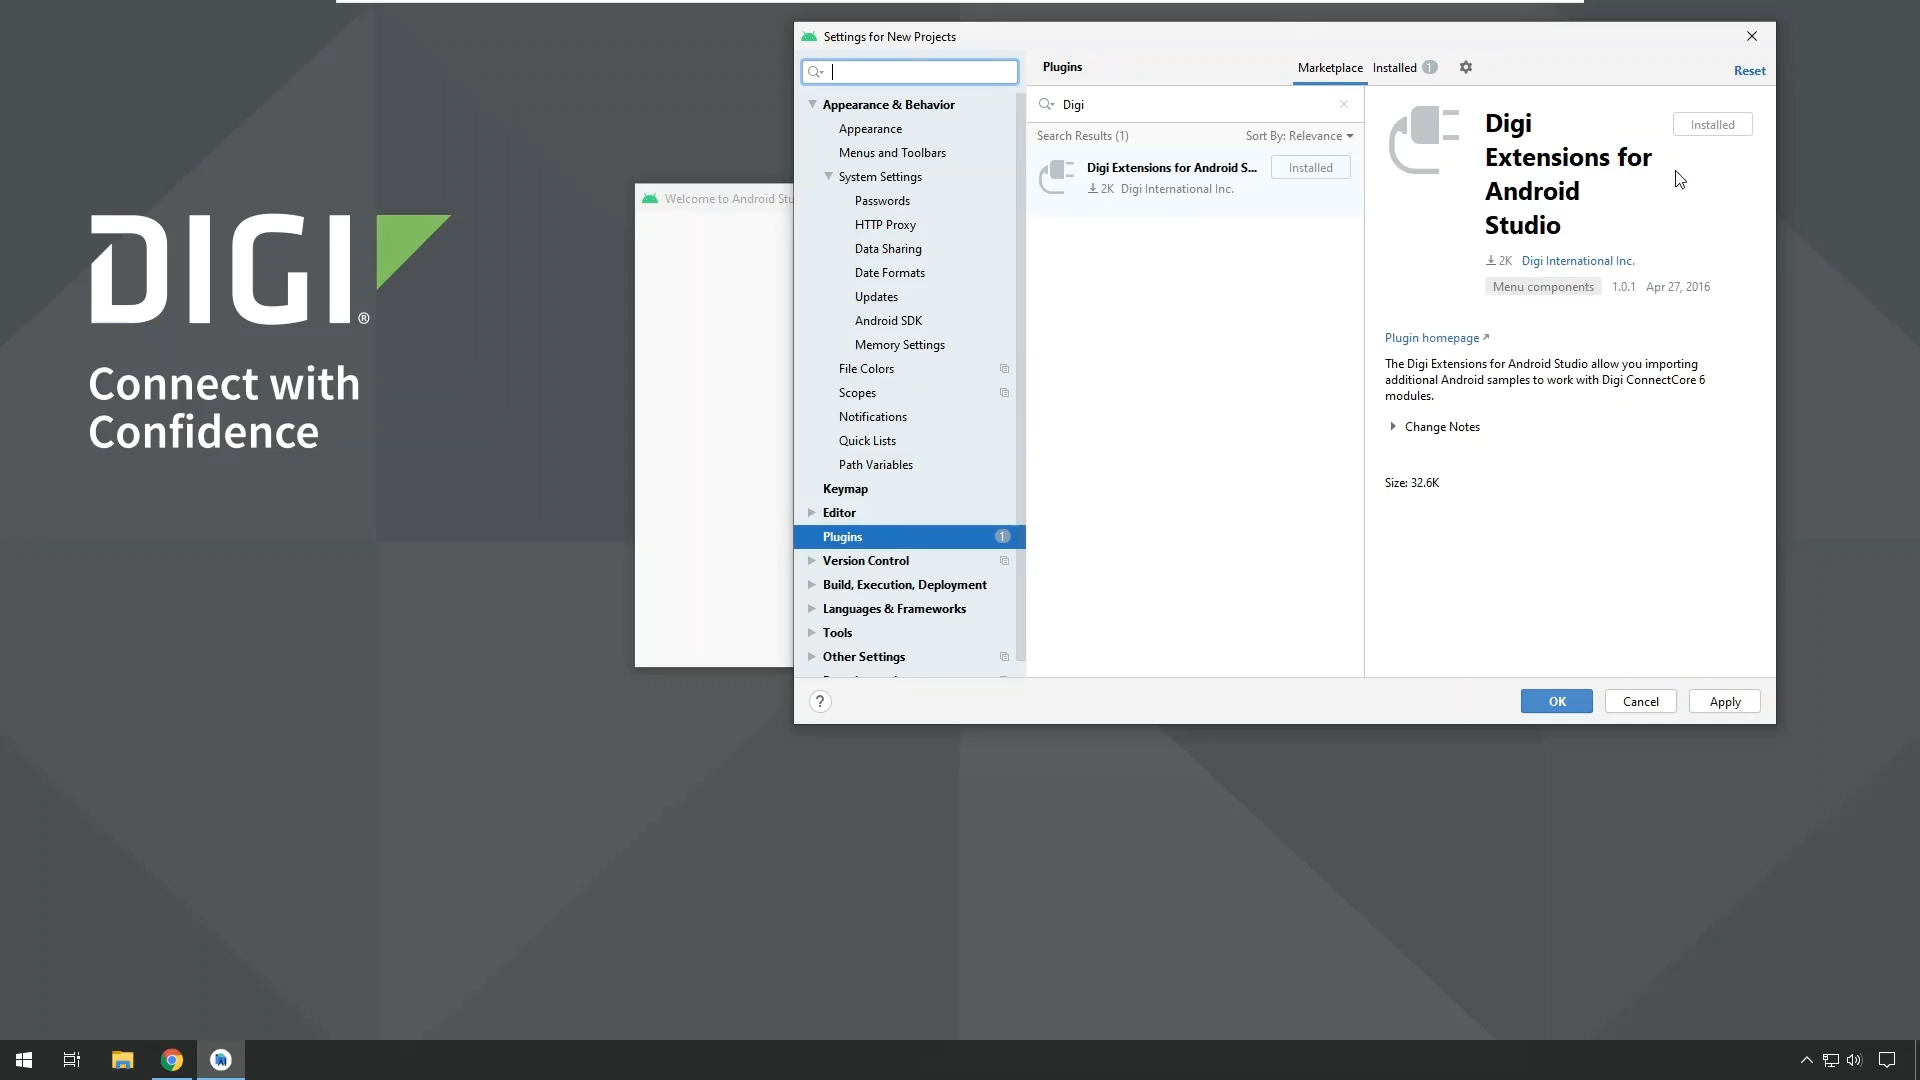 DIGI®
Connect with
Confidence
Welcome to Android Stu
Settings for New Projects
Appearance & Behavior
Appearance
Menus and Toolbars
System Settings
Passwords
HTTP Proxy
Data Sharing
Date Formats
Updates
Android SDK
Memory Settings
File Colors
Scopes
Notifications
Quick Lists
Path Variables
Keymap
Editor
Plugins 1
Version Control
Build, Execution, Deployment
Languages & Frameworks
Tools
Other Settings
Plugins
Marketplace Installed 1
Reset
Digi
Search Results (1) Sort By: Relevance
Digi Extensions for Android S... Installed
2K Digi International Inc.
Digi
Extensions for
Android
Studio
Installed
2K Digi International Inc.
Menu components 1.0.1 Apr 27, 2016
Plugin homepage
The Digi Extensions for Android Studio allow you importing
additional Android samples to work with Digi ConnectCore 6
modules.
Change Notes
Size: 32.6K
?
OK Cancel Apply